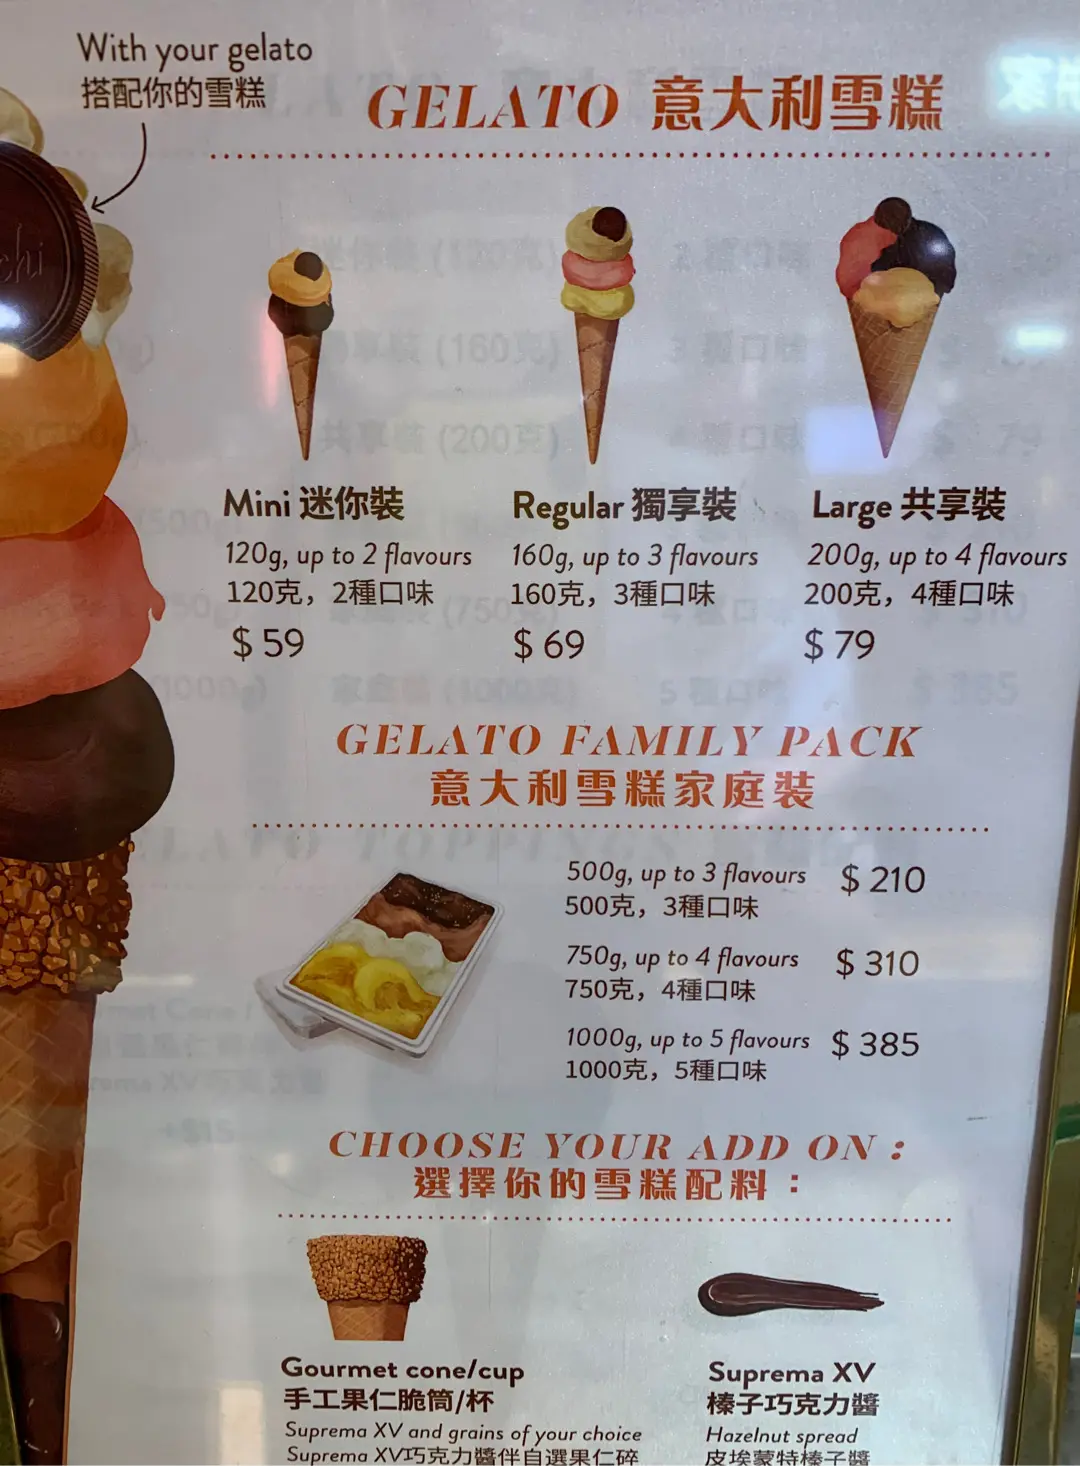 With your gelato
搭配你的雪糕
GELATO 意大利雪糕
Mini 迷你裝
120g, up to 2 flavours
120克，2種口味
$ 59
Regular 獨享裝
160g, up to 3 flavours
160克，3種口味
$ 69
Large 共享裝
200g, up to 4 flavours
200克，4種口味
$ 79
GELATO FAMILY PACK
意大利雪糕家庭裝
500g, up to 3 flavours $ 210
500克，3種口味
750g, up to 4 flavours $ 310
750克，4種口味
1000g, up to 5 flavours $ 385
1000克，5種口味
CHOOSE YOUR ADD ON :
選擇你的雪糕配料：
Gourmet cone/cup
手工果仁脆筒/杯
Suprema XV and grains of your choice
Suprema XV巧克力醬伴自選果仁碎
Suprema XV
榛子巧克力醬
Hazelnut spread
皮埃蒙特榛子醬